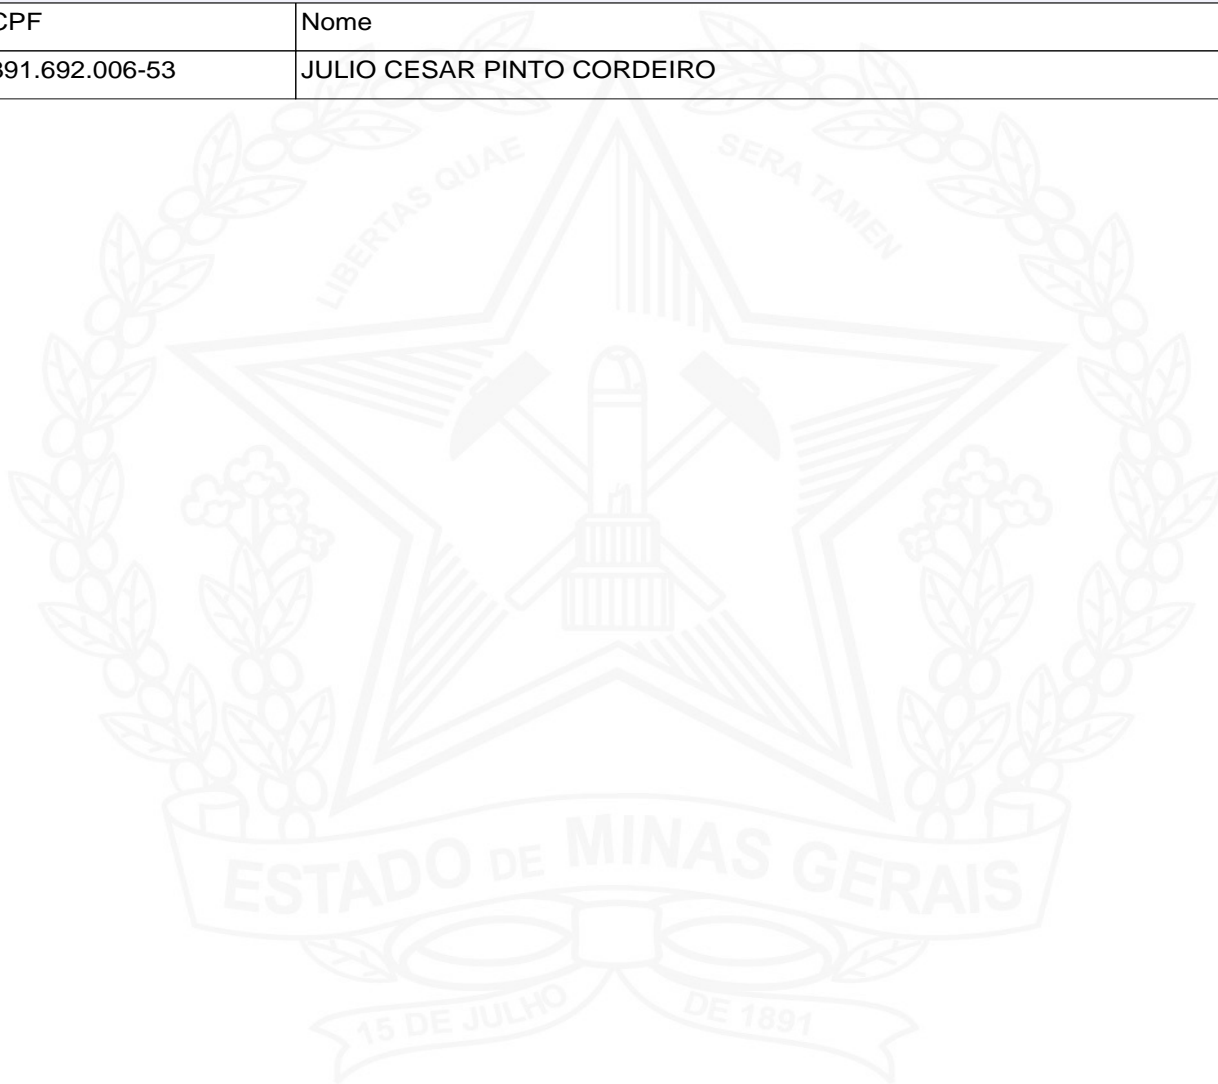 CPF Nome
891.692.006-53 JULIO CESAR PINTO CORDEIRO
LIBERTAS QUAE SERA TAMEN
ESTADO DE MINAS GERAIS
15 DE JULHO DE 1891